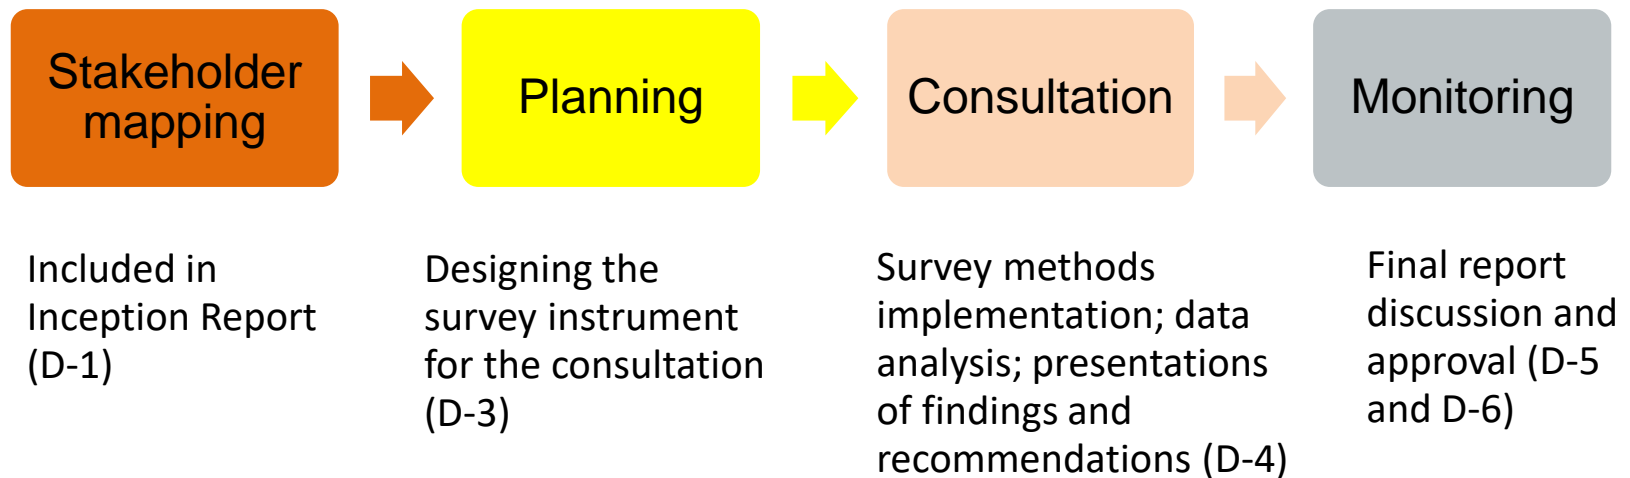 Stakeholder
mapping
Planning
Consultation
Monitoring
Included in
Inception Report
(D-1)
Designing the
survey instrument
for the consultation
(D-3)
Survey methods
implementation; data
analysis; presentations
of findings and
recommendations (D-4)
Final report
discussion and
approval (D-5
and D-6)